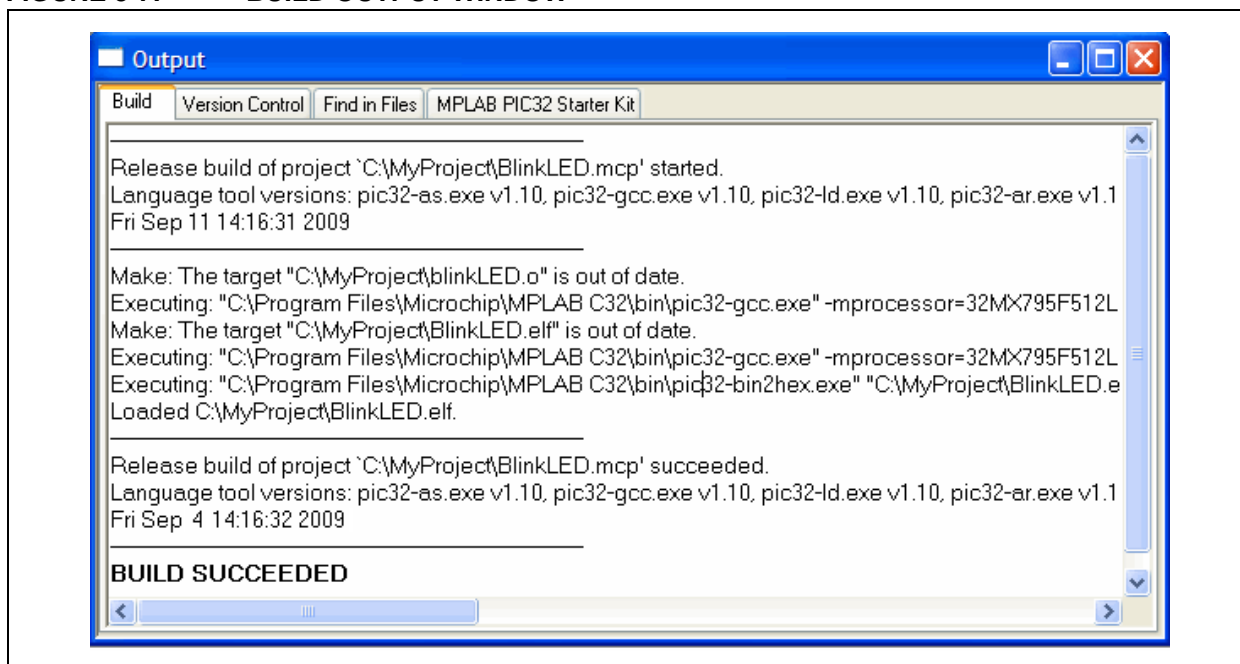 Output
Build Version Control Find in Files MPLAB PIC32 Starter Kit
Release build of project `C:\MyProject\BlinkLED.mcp' started.
Language tool versions: pic32-as.exe v1.10, pic32-gcc.exe v1.10, pic32-ld.exe v1.10, pic32-ar.exe v1.1
Fri Sep 11 14:16:31 2009
Make: The target "C:\MyProject\blinkLED.o" is out of date.
Executing: "C:\Program Files\Microchip\MPLAB C32\bin\pic32-gcc.exe" -mprocessor=32MX795F512L
Make: The target "C:\MyProject\BlinkLED.elf" is out of date.
Executing: "C:\Program Files\Microchip\MPLAB C32\bin\pic32-gcc.exe" -mprocessor=32MX795F512L
Executing: "C:\Program Files\Microchip\MPLAB C32\bin\pic32-bin2hex.exe" "C:\MyProject\BlinkLED.e
Loaded C:\MyProject\BlinkLED.elf.
Release build of project `C:\MyProject\BlinkLED.mcp' succeeded.
Language tool versions: pic32-as.exe v1.10, pic32-gcc.exe v1.10, pic32-ld.exe v1.10, pic32-ar.exe v1.1
Fri Sep 4 14:16:32 2009
BUILD SUCCEEDED